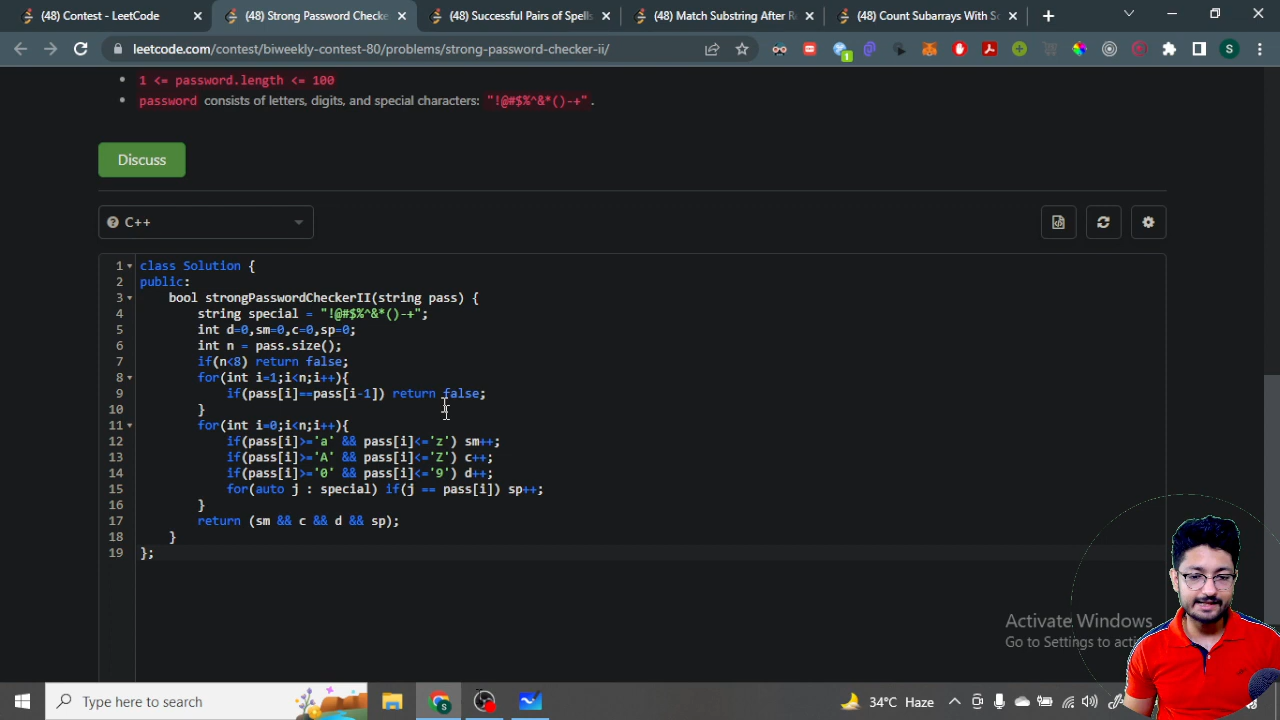 (48) Contest - LeetCode
(48) Strong Password Checke
(48) Successful Pairs of Spells
(48) Match Substring After R
(48) Count Subarrays With Sc
leetcode.com/contest/biweekly-contest-80/problems/strong-password-checker-ii/
1
S
1 <= password.length <= 100
password consists of letters, digits, and special characters: "!@#$%^&*()-+".
Discuss
C++
1 class Solution {
2 public:
3 bool strongPasswordCheckerII(string pass) {
4 string special = "!@#$%^&*()-+";
5 int d=0,sm=0,c=0,sp=0;
6 int n = pass.size();
7 if(n<8) return false;
8 for(int i=1;i<n;i++){
9 if(pass[i]==pass[i-1]) return false;
10 }
11 for(int i=0;i<n;i++){
12 if(pass[i]>='a' && pass[i]<='z') sm++;
13 if(pass[i]>='A' && pass[i]<='Z') c++;
14 if(pass[i]>='0' && pass[i]<='9') d++;
15 for(auto j : special) if(j == pass[i]) sp++;
16 }
17 return (sm && c && d && sp);
18 }
19 };
Activate Windows
Go to Settings to acti
Type here to search
34°C Haze